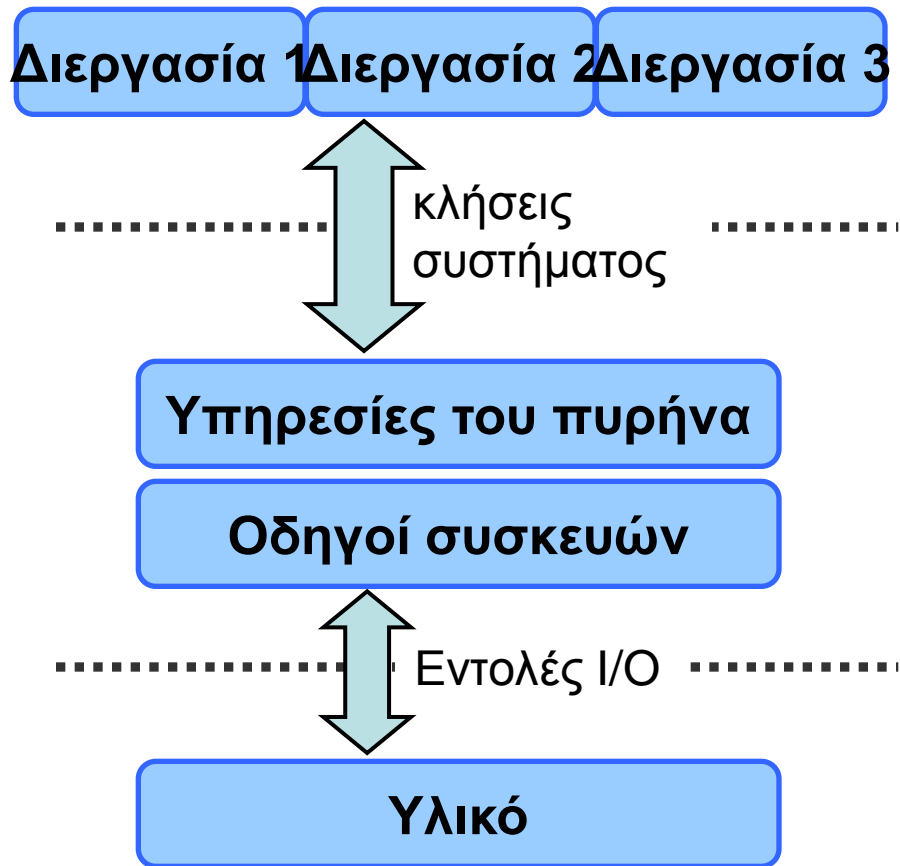 Διεργασία 1 Διεργασία 2 Διεργασία 3
κλήσεις
συστήματος
Υπηρεσίες του πυρήνα
Οδηγοί συσκευών
Εντολές I/O
Υλικό